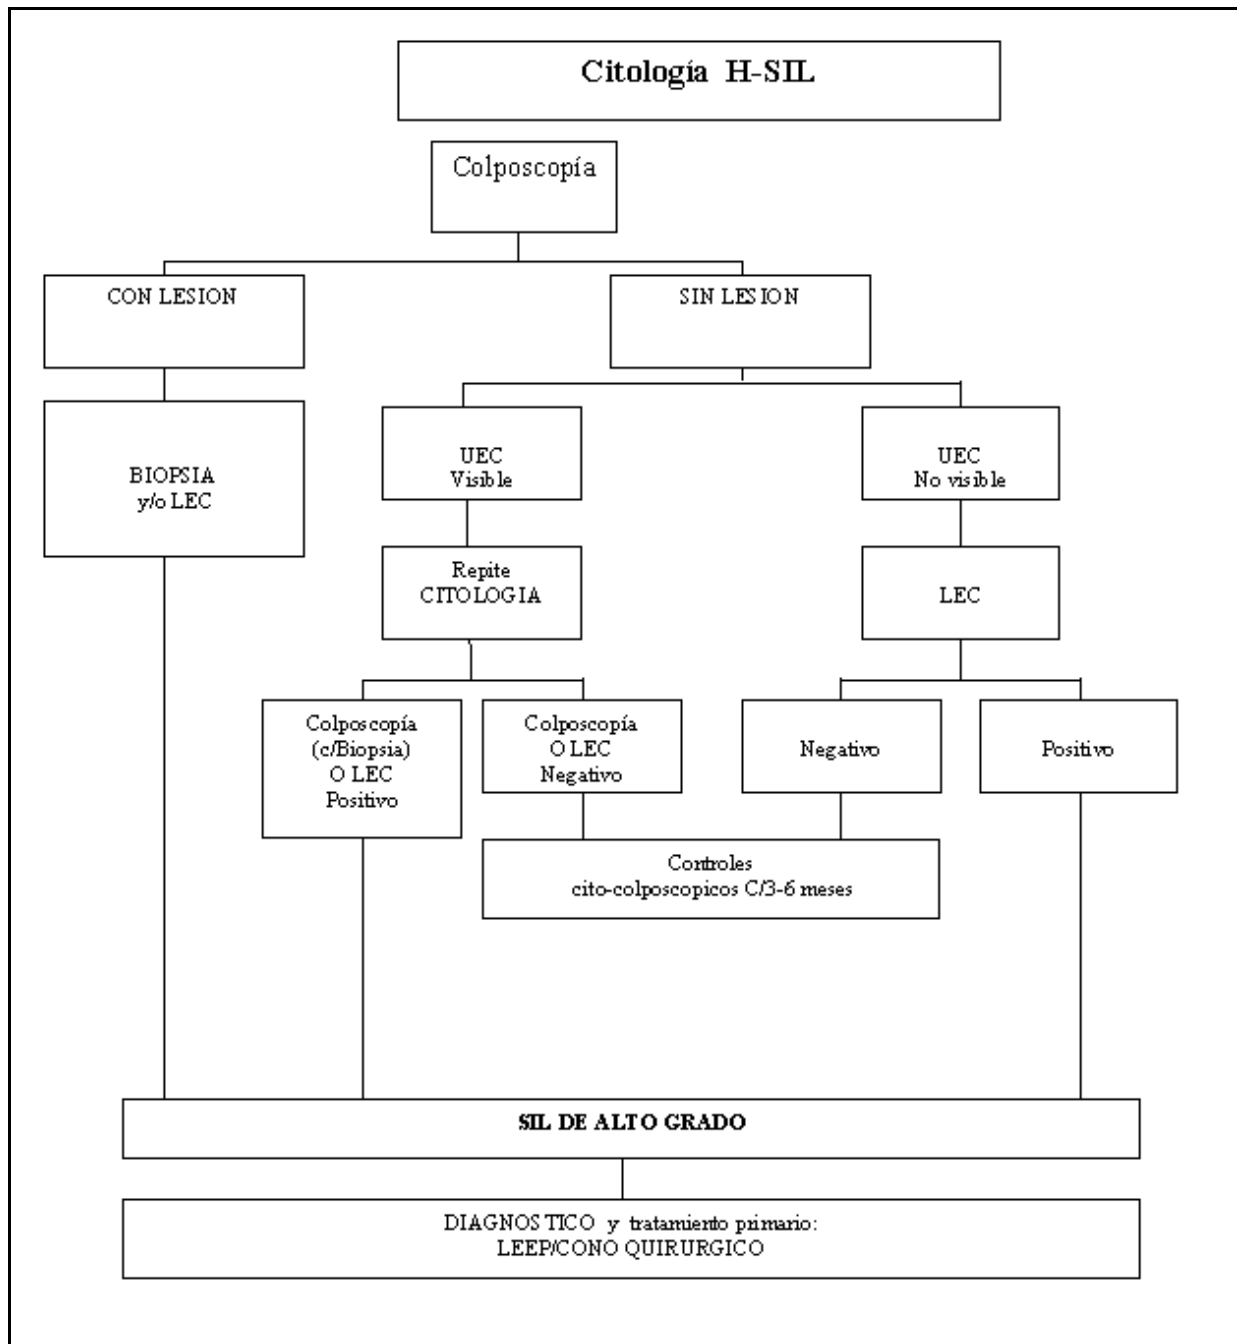 Citología H-SIL
Colposcopía
CON LESION
SIN LESION
BIOPSIA
y/o LEC
UEC
Visible
UEC
No visible
Repite
CITOLOGIA
LEC
Colposcopía
(c/Biopsia)
O LEC
Positivo
Colposcopía
O LEC
Negativo
Negativo
Positivo
Controles
cito-colposcopicos C/3-6 meses
SIL DE ALTO GRADO
DIAGNOSTICO y tratamiento primario:
LEEP/CONO QUIRURGICO